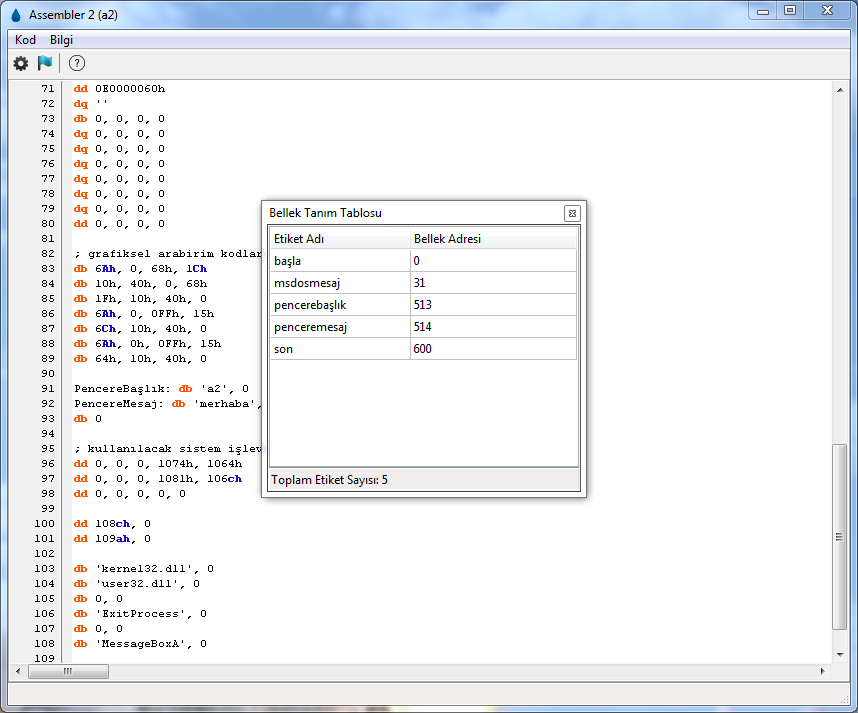 Assembler 2 (a2)
Kod Bilgi
71 dd 0E0000060h
72 dq ''
73 db 0, 0, 0, 0
74 dq 0, 0, 0, 0
75 dq 0, 0, 0, 0
76 dq 0, 0, 0, 0
77 dq 0, 0, 0, 0
78 dq 0, 0, 0, 0
79 dq 0, 0, 0, 0
80 dd 0, 0, 0, 0
81
82 ; grafiksel arabirim kodlar
83 db 6Ah, 0, 68h, 1Ch
84 db 10h, 40h, 0, 68h
85 db 1Fh, 10h, 40h, 0
86 db 6Ah, 0, 0FFh, 15h
87 db 6Ch, 10h, 40h, 0
88 db 6Ah, 0h, 0FFh, 15h
89 db 64h, 10h, 40h, 0
90
91 PencereBaşlık: db 'a2', 0
92 PencereMesaj: db 'merhaba',
93 db 0
94
95 ; kullanılacak sistem işlev
96 dd 0, 0, 0, 1074h, 1064h
97 dd 0, 0, 0, 1081h, 106ch
98 dd 0, 0, 0, 0, 0
99
100 dd 108ch, 0
101 dd 109ah, 0
102
103 db 'kernel32.dll', 0
104 db 'user32.dll', 0
105 db 0, 0
106 db 'ExitProcess', 0
107 db 0, 0
108 db 'MessageBoxA', 0
109
Bellek Tanım Tablosu
Etiket Adı Bellek Adresi
başla 0
msdosmesaj 31
pencerebaşlık 513
penceremesaj 514
son 600
Toplam Etiket Sayısı: 5